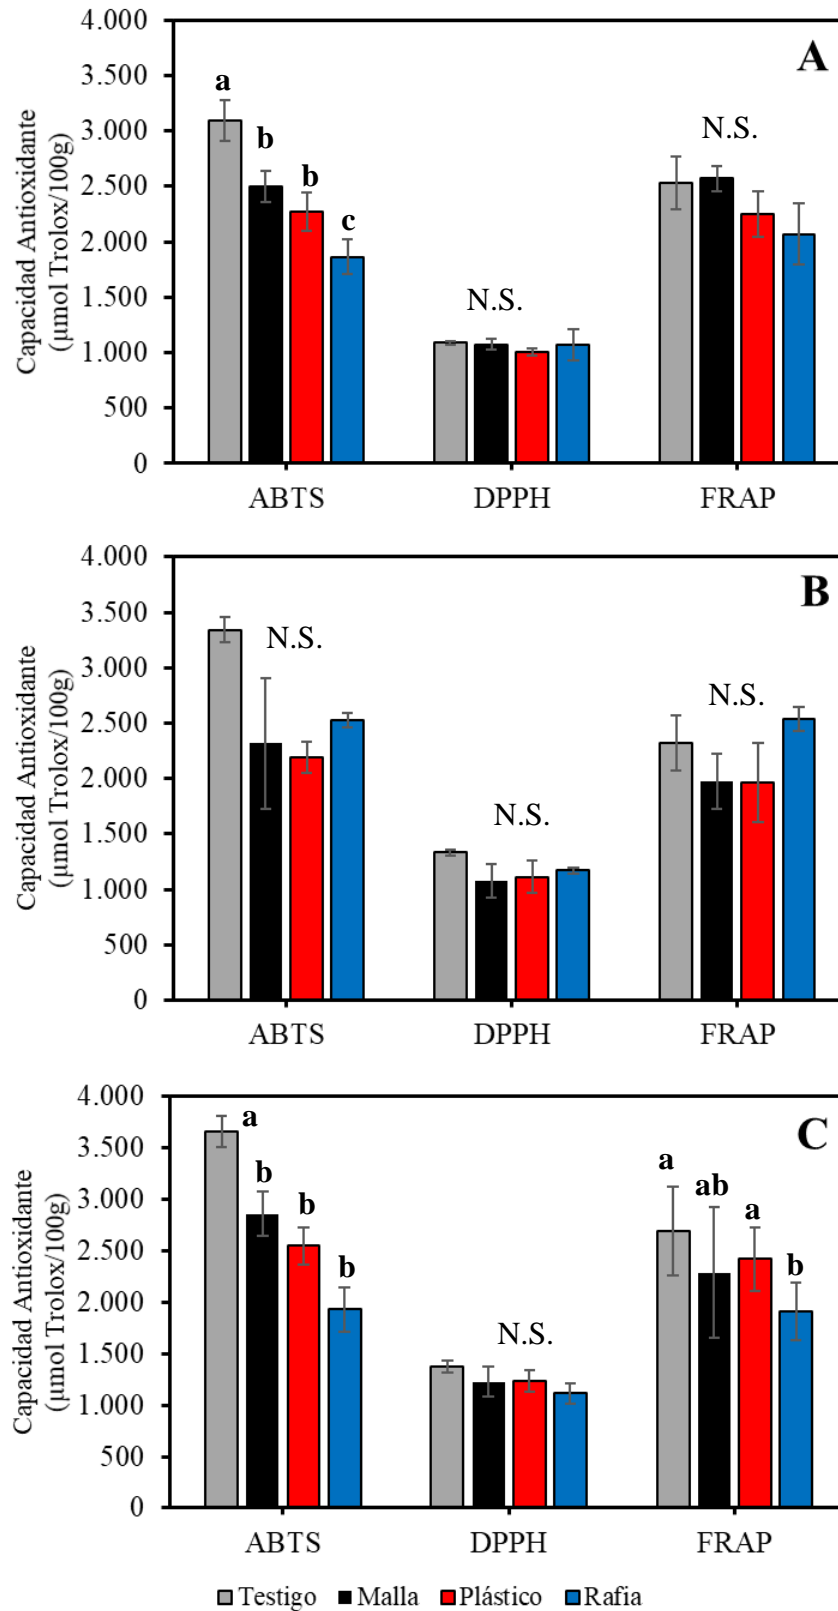 A
Capacidad Antioxidante
(µmol Trolox/100g)
4.000
3.500
3.000
2.500
2.000
1.500
1.000
500
0
a
b
b
c
N.S.
N.S.
ABTS
DPPH
FRAP
B
Capacidad Antioxidante
(µmol Trolox/100g)
4.000
3.500
3.000
2.500
2.000
1.500
1.000
500
0
N.S.
N.S.
N.S.
ABTS
DPPH
FRAP
C
Capacidad Antioxidante
(µmol Trolox/100g)
4.000
3.500
3.000
2.500
2.000
1.500
1.000
500
0
a
b
b
b
N.S.
a
ab
a
b
ABTS
DPPH
FRAP
Testigo Malla Plástico Rafia